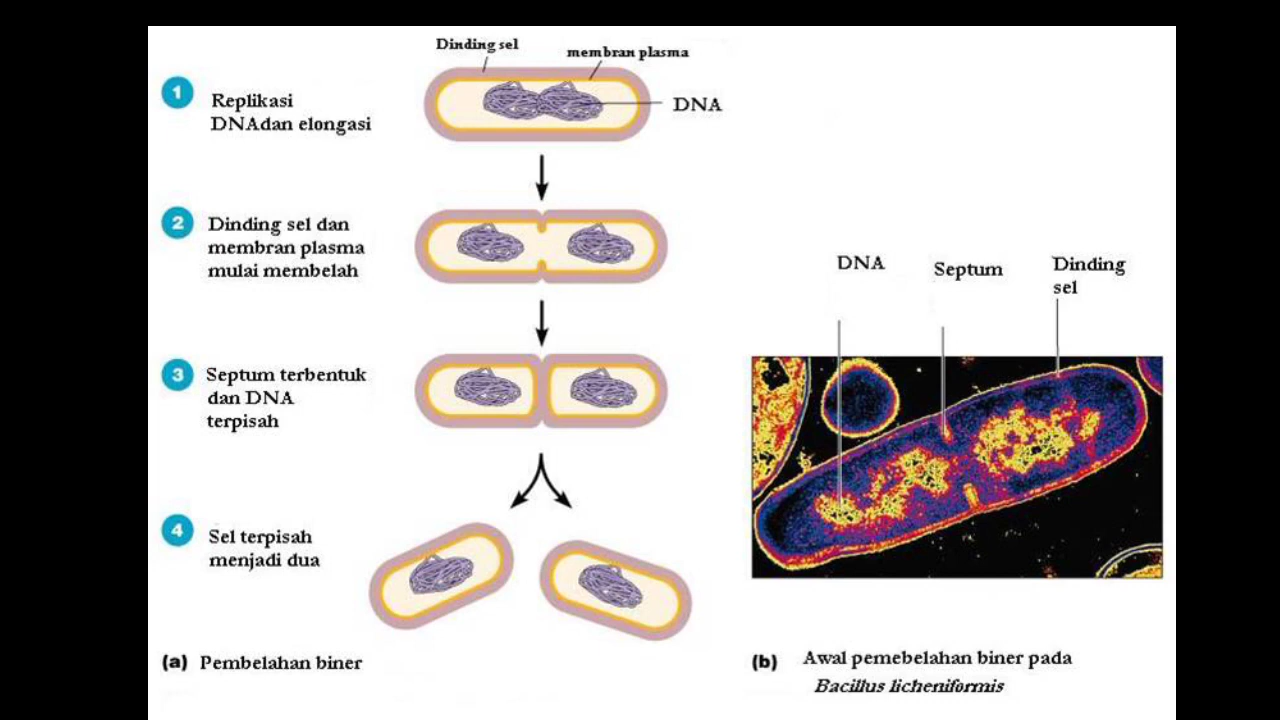 Dinding sel
membran plasma
1
Replikasi
DNAdan elongasi
DNA
2
Dinding sel dan
membran plasma
mulai membelah
3
Septum terbentuk
dan DNA
terpisah
4
Sel terpisah
menjadi dua
(a) Pembelahan biner
DNA
Septum
Dinding
sel
(b) Awal pemebelahan biner pada
Bacillus licheniformis